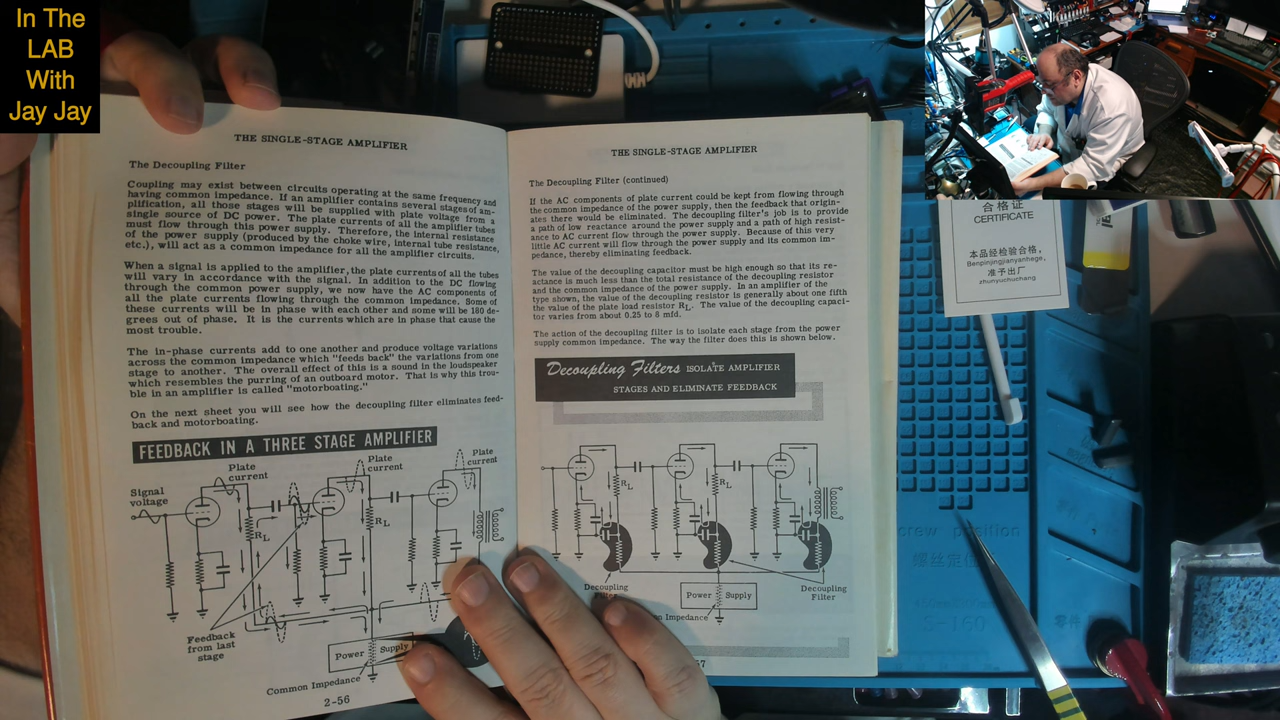 In The
LAB
With
Jay Jay
THE SINGLE-STAGE AMPLIFIER
The Decoupling Filter
Coupling may exist between circuits operating at the same frequency and
having common impedance. If an amplifier contains several stages of am-
plification, all those stages will be supplied with plate voltage from a
single source of DC power. The plate currents of all the amplifier tubes
must flow through this power supply. Therefore, the internal resistance
of the power supply (produced by the choke wire, internal tube resistance,
etc.), will act as a common impedance for all the amplifier circuits.
When a signal is applied to the amplifier, the plate currents of all the tubes
will vary in accordance with the signal. In addition to the DC flowing
through the common power supply, we now have the AC components of
all the plate currents flowing through the common impedance. Some of
these currents will be in phase with each other and some will be 180 de-
grees out of phase. It is the currents which are in phase that cause the
most trouble.
The in-phase currents add to one another and produce voltage variations
across the common impedance which "feeds back" the variations from one
stage to another. The overall effect of this is a sound in the loudspeaker
which resembles the purring of an outboard motor. That is why this trou-
ble in an amplifier is called "motorboating."
On the next sheet you will see how the decoupling filter eliminates feed-
back and motorboating.
FEEDBACK IN A THREE STAGE AMPLIFIER
Plate
current
Plate
current
Plate
current
Signal
voltage
RL
RL
Feedback
from last
stage
Power
Supply
Common Impedance
2-56
THE SINGLE-STAGE AMPLIFIER
The Decoupling Filter (continued)
If the AC components of plate current could be kept from flowing through
the common impedance of the power supply, then the feedback that origin-
ates there would be eliminated. The decoupling filter's job is to provide
a path of low reactance around the power supply and a path of high resist-
ance to AC current flow through the power supply. Because of this very
little AC current will flow through the power supply and its common im-
pedance, thereby eliminating feedback.
The value of the decoupling capacitor must be high enough so that its re-
actance is much less than the total resistance of the decoupling resistor
and the common impedance of the power supply. In an amplifier of the
type shown, the value of the decoupling resistor is generally about one fifth
the value of the plate load resistor RL. The value of the decoupling capaci-
tor varies from about 0.25 to 8 mfd.
The action of the decoupling filter is to isolate each stage from the power
supply common impedance. The way the filter does this is shown below.
Decoupling Filters ISOLATE AMPLIFIER
STAGES AND ELIMINATE FEEDBACK
RL
RL
Decoupling
Filter
Power Supply
Decoupling
Filter
Impedance
合格证
CERTIFICATE
本品经检验合格，
Benpinjingjianyanhege,
准予出厂
zhunyuchuchang
crew position
螺丝定位
S-160
零件